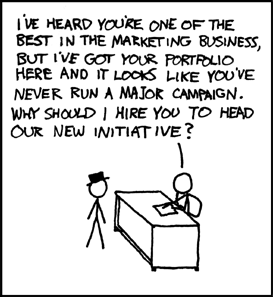 I'VE HEARD YOU'RE ONE OF THE
BEST IN THE MARKETING BUSINESS,
BUT I'VE GOT YOUR PORTFOLIO
HERE AND IT LOOKS LIKE YOU'VE
NEVER RUN A MAJOR CAMPAIGN.
WHY SHOULD I HIRE YOU TO HEAD
OUR NEW INITIATIVE?